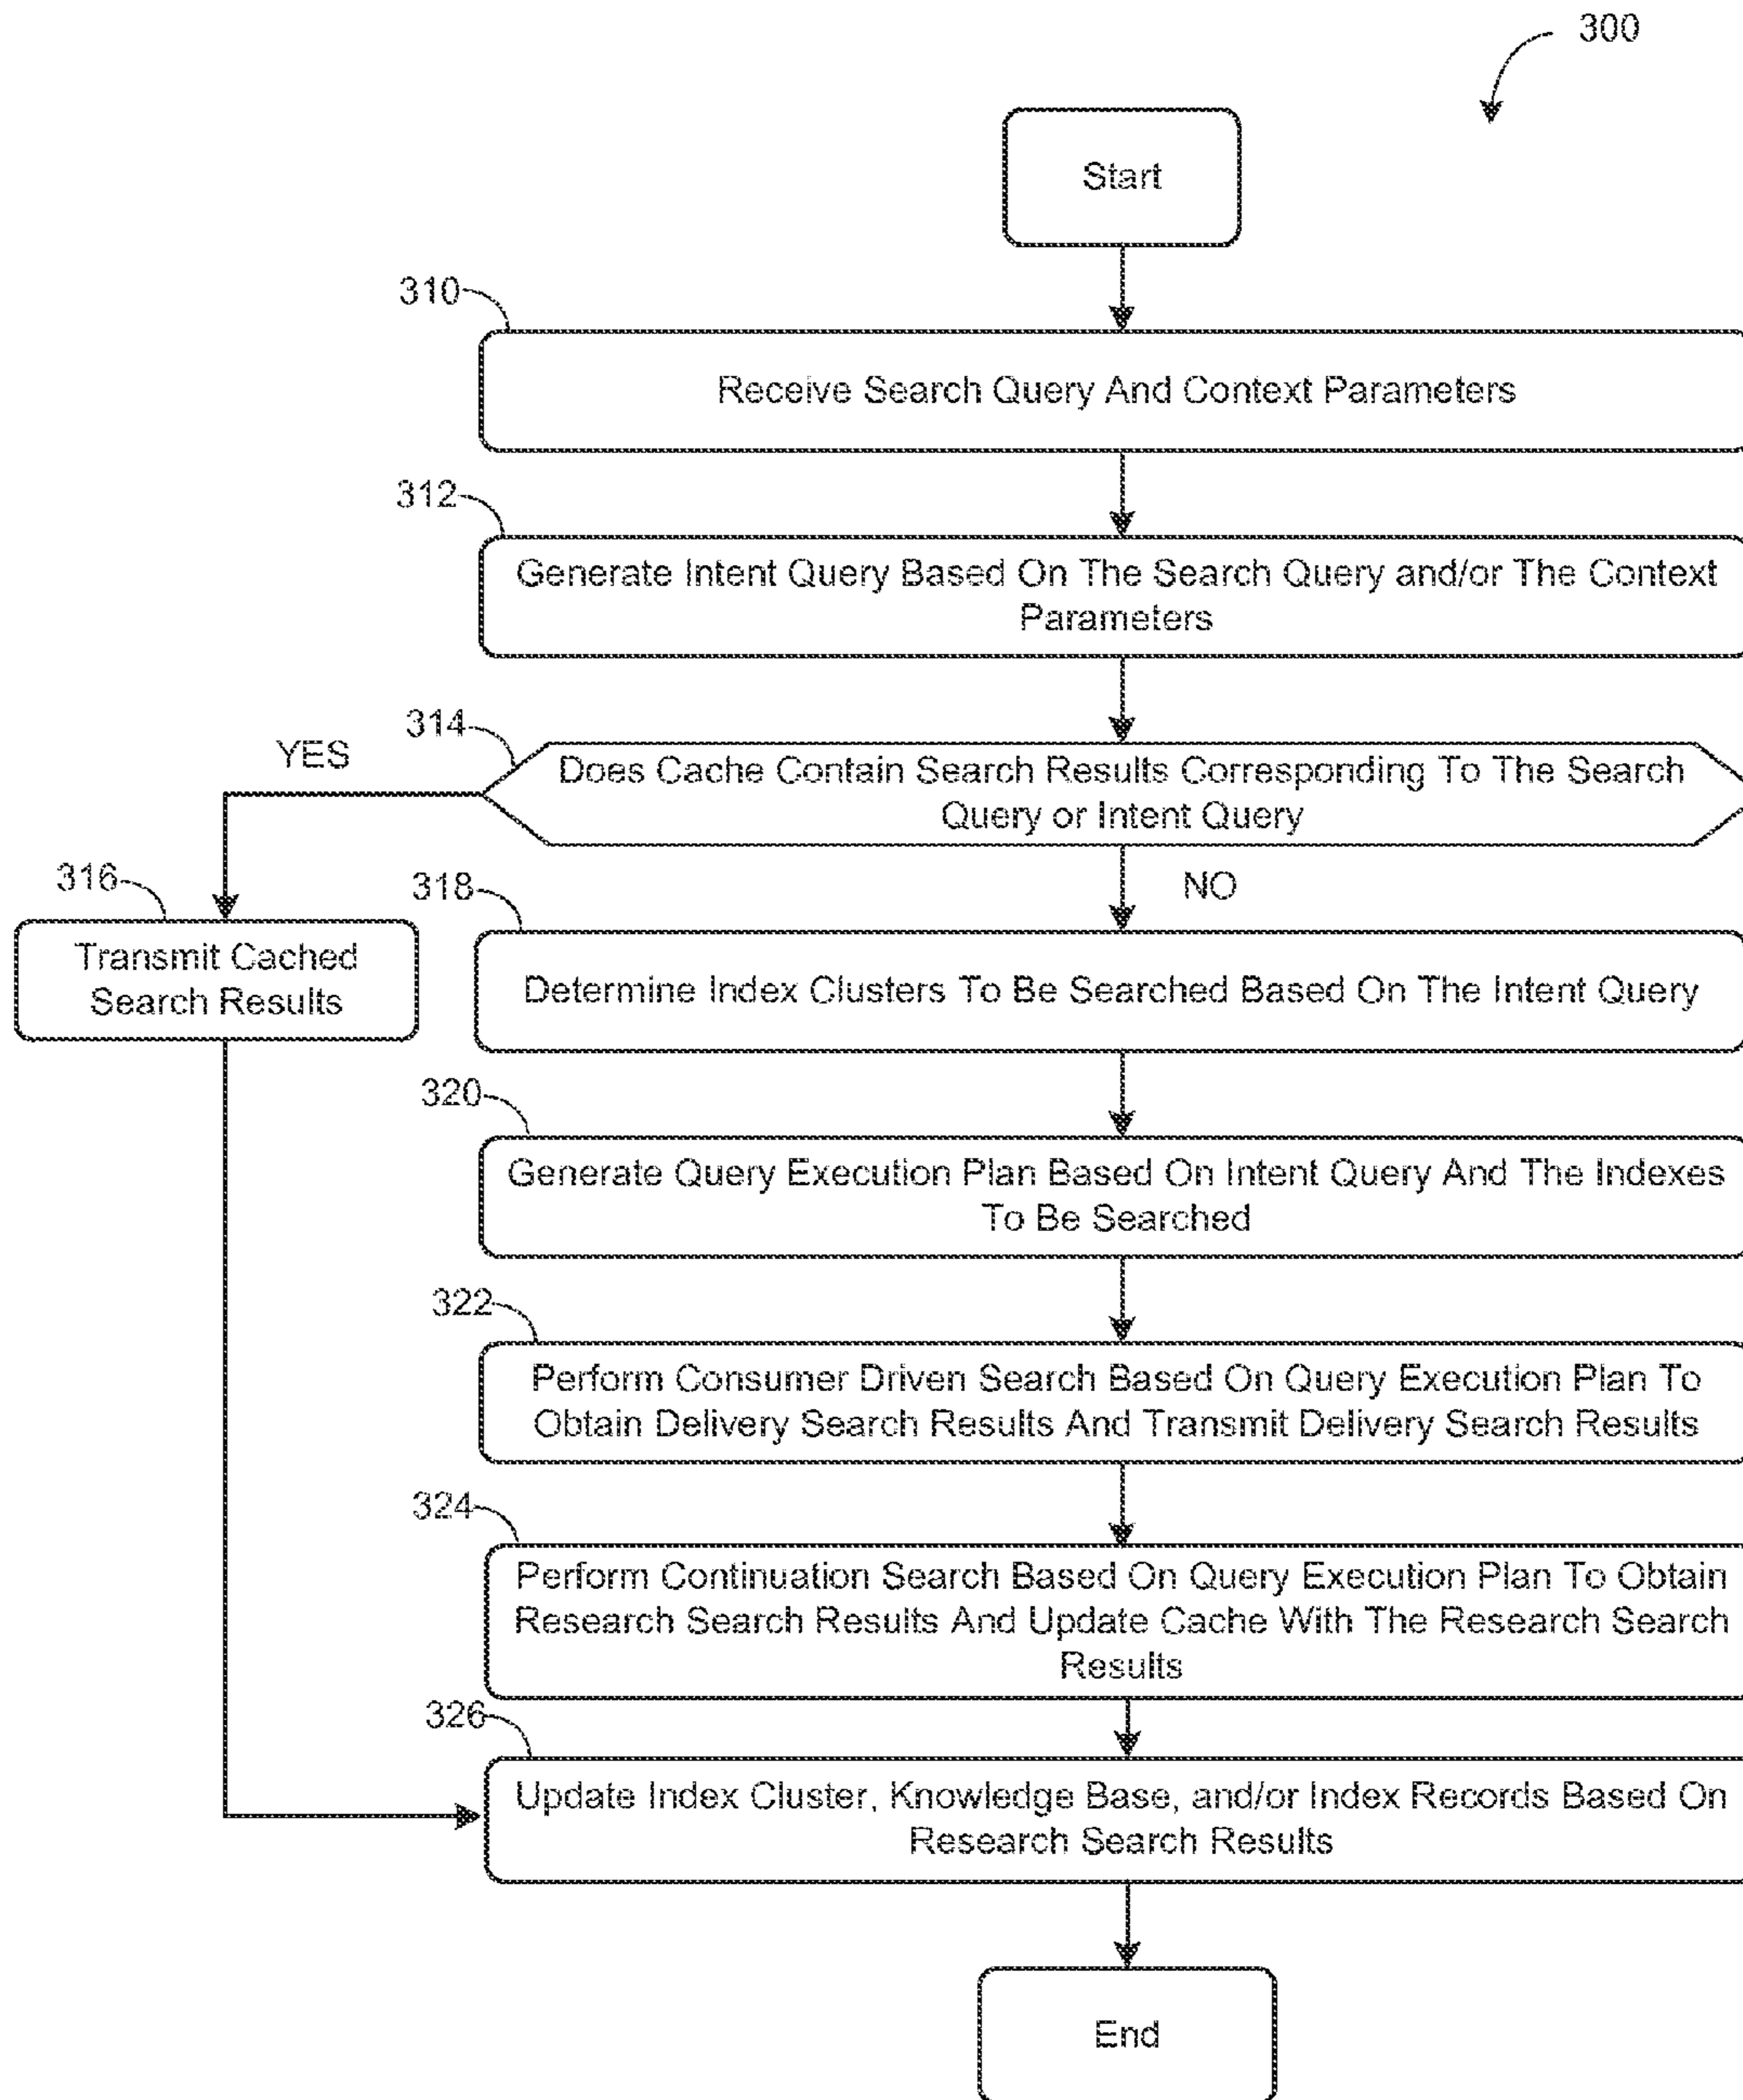 300
Start
310
Receive Search Query And Context Parameters
312
Generate Intent Query Based On The Search Query and/or The Context
Parameters
314
YES
Does Cache Contain Search Results Corresponding To The Search
Query or Intent Query
316
318
NO
Transmit Cached
Search Results
Determine Index Clusters To Be Searched Based On The Intent Query
320
Generate Query Execution Plan Based On Intent Query And The Indexes
To Be Searched
322
Perform Consumer Driven Search Based On Query Execution Plan To
Obtain Delivery Search Results And Transmit Delivery Search Results
324
Perform Continuation Search Based On Query Execution Plan To Obtain
Research Search Results And Update Cache With The Research Search
Results
326
Update Index Cluster, Knowledge Base, and/or Index Records Based On
Research Search Results
End